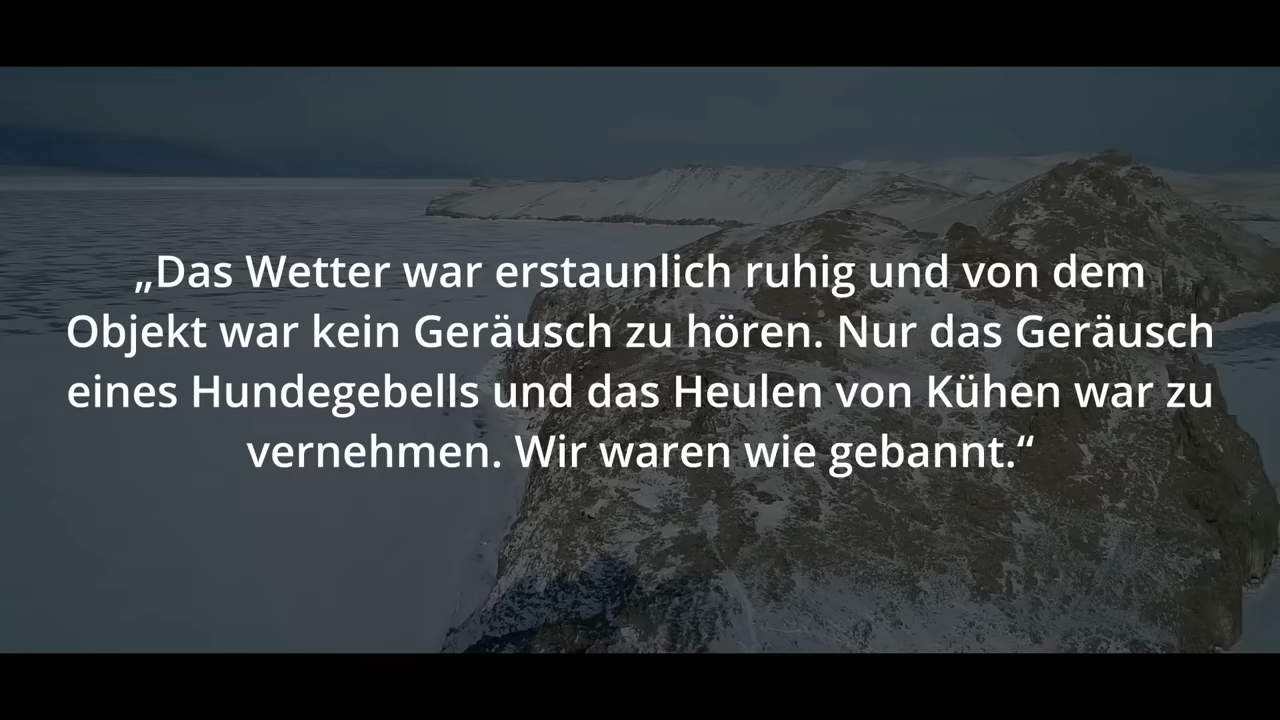 „Das Wetter war erstaunlich ruhig und von dem
Objekt war kein Geräusch zu hören. Nur das Geräusch
eines Hundegebells und das Heulen von Kühen war zu
vernehmen. Wir waren wie gebannt.“